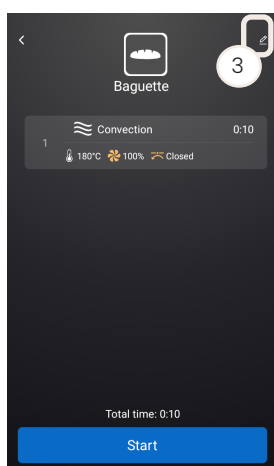 3
Baguette
Convection 0:10
1
180°C 100% Closed
Total time: 0:10
Start